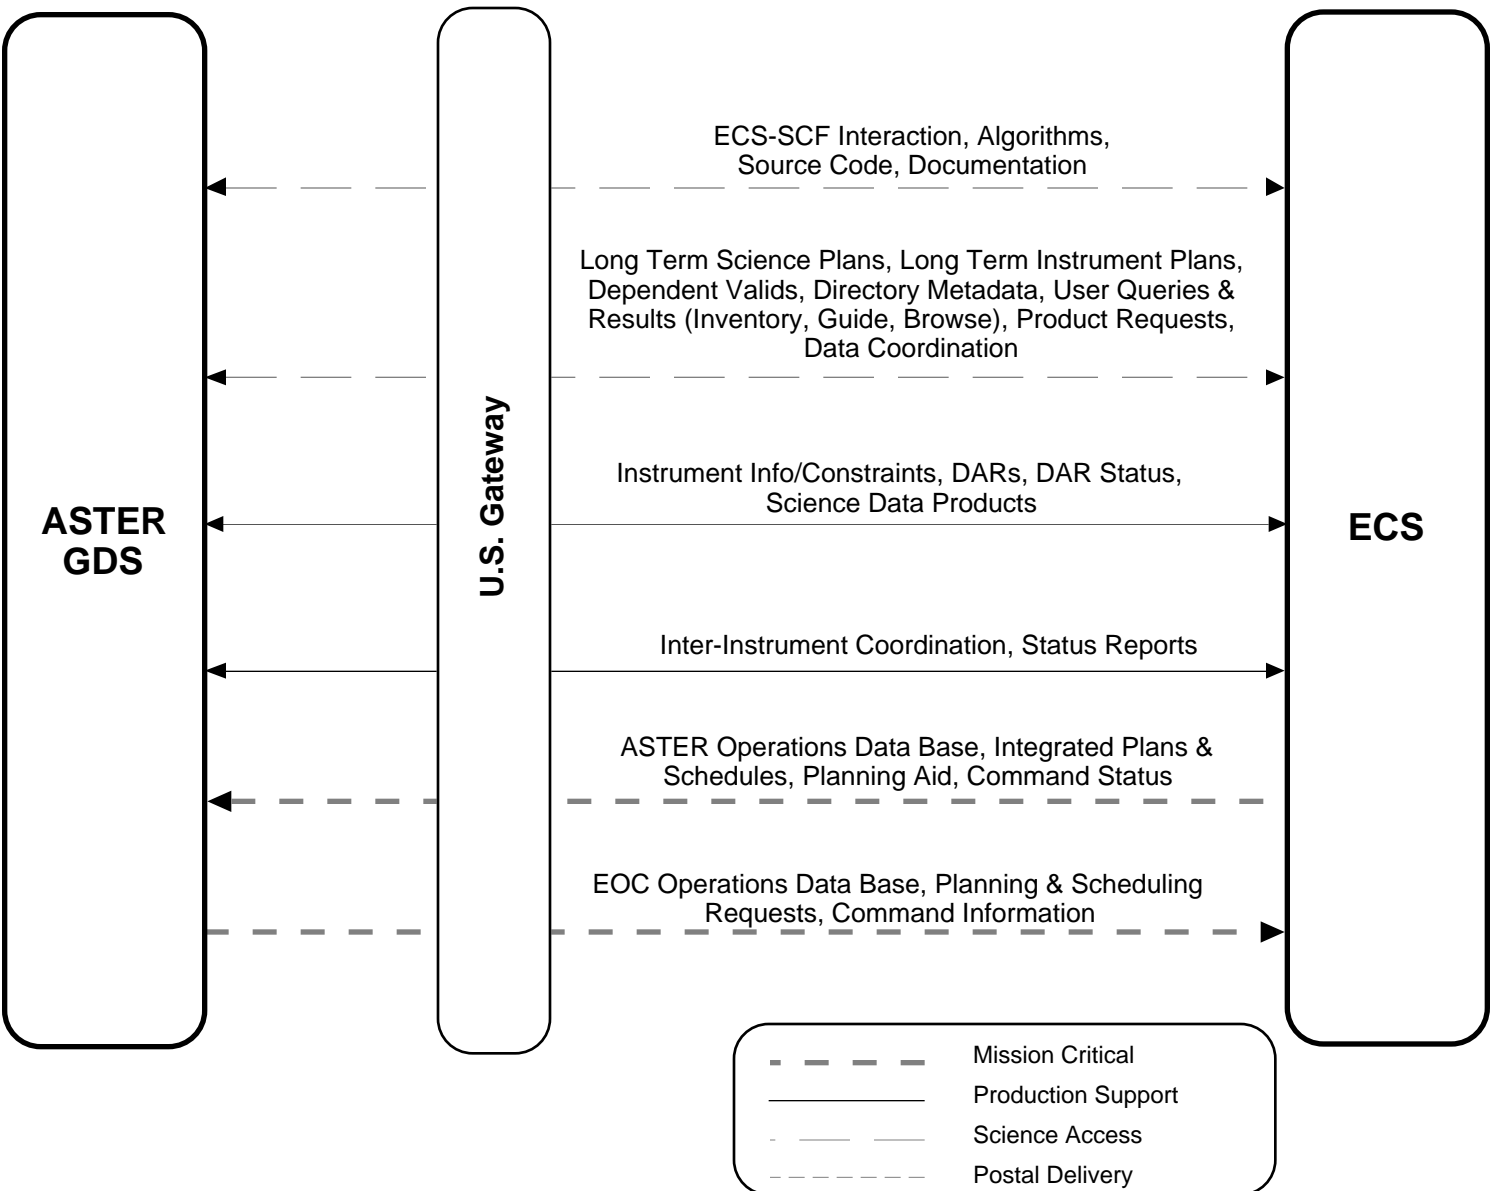 ECS-SCF Interaction, Algorithms,
Source Code, Documentation
Long Term Science Plans, Long Term Instrument Plans,
Dependent Valids, Directory Metadata, User Queries &
Results (Inventory, Guide, Browse), Product Requests,
Data Coordination
Instrument Info/Constraints, DARs, DAR Status,
Science Data Products
ASTER
GDS
U.S. Gateway
ECS
Inter-Instrument Coordination, Status Reports
ASTER Operations Data Base, Integrated Plans &
Schedules, Planning Aid, Command Status
EOC Operations Data Base, Planning & Scheduling
Requests, Command Information
Mission Critical
Production Support
Science Access
Postal Delivery